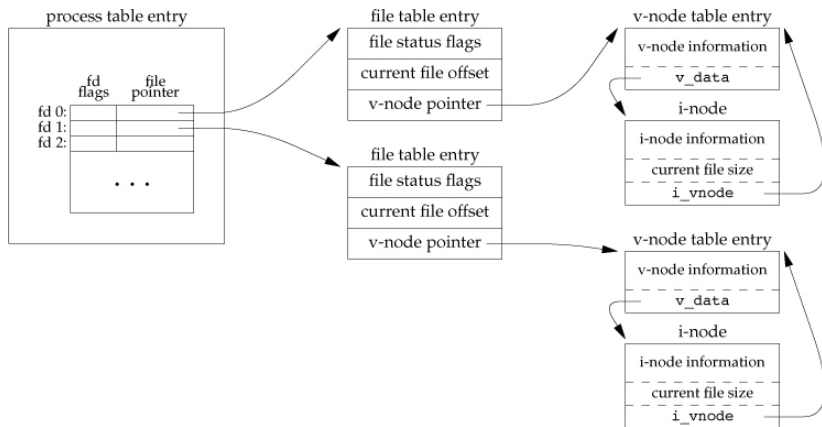 process table entry
fd flags
file pointer
fd 0:
fd 1:
fd 2:
. . .
file table entry
file status flags
current file offset
v-node pointer
file table entry
file status flags
current file offset
v-node pointer
v-node table entry
v-node information
v_data
i-node
i-node information
current file size
i_vnode
v-node table entry
v-node information
v_data
i-node
i-node information
current file size
i_vnode